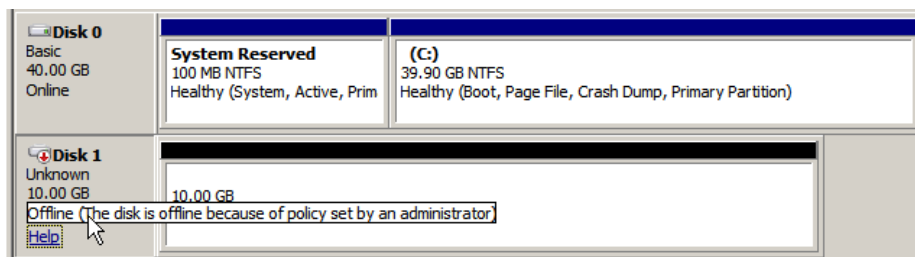 Disk 0
Basic
40.00 GB
Online
System Reserved
100 MB NTFS
Healthy (System, Active, Prim
(C:)
39.90 GB NTFS
Healthy (Boot, Page File, Crash Dump, Primary Partition)
Disk 1
Unknown
10.00 GB
Offline (The disk is offline because of policy set by an administrator)
Help
10.00 GB